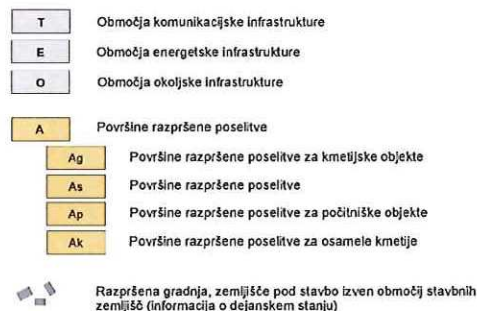 T Območja komunikacijske infrastrukture
E Območja energetske infrastrukture
O Območja okoljske infrastrukture
A Površine razpršene poselitve
Ag Površine razpršene poselitve za kmetijske objekte
As Površine razpršene poselitve
Ap Površine razpršene poselitve za počitniške objekte
Ak Površine razpršene poselitve za osamele kmetije
Razpršena gradnja, zemljišče pod stavbo izven območij stavbnih
zemljišč (informacija o dejanskem stanju)